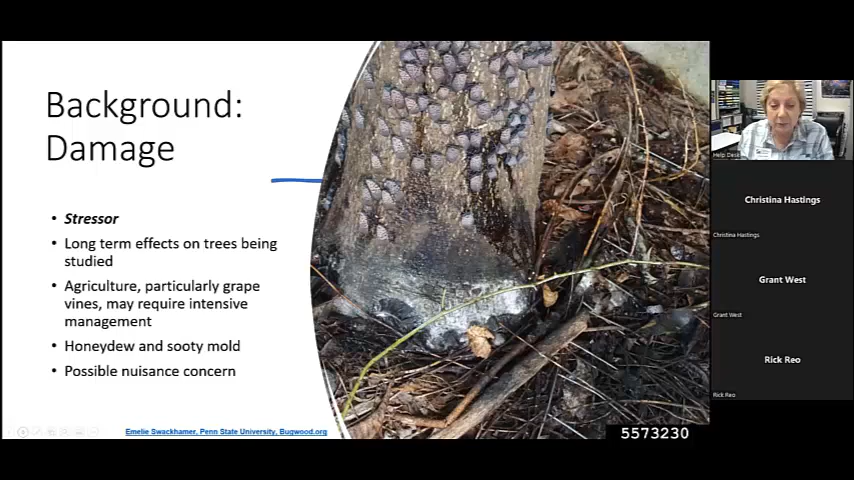 Background:
Damage
• Stressor
• Long term effects on trees being
studied
• Agriculture, particularly grape
vines, may require intensive
management
• Honeydew and sooty mold
• Possible nuisance concern
Emelie Swackhamer, Penn State University, Bugwood.org
5573230
Help Desk
Christina Hastings
Christina Hastings
Grant West
Grant West
Rick Reo
Rick Reo